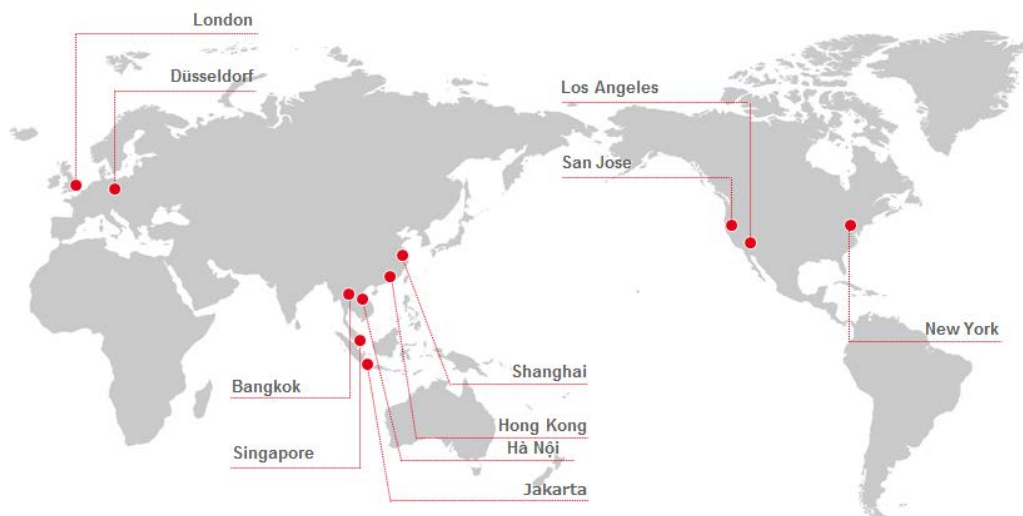 London
Düsseldorf
Los Angeles
San Jose
New York
Shanghai
Bangkok
Hong Kong
Hà Nội
Singapore
Jakarta